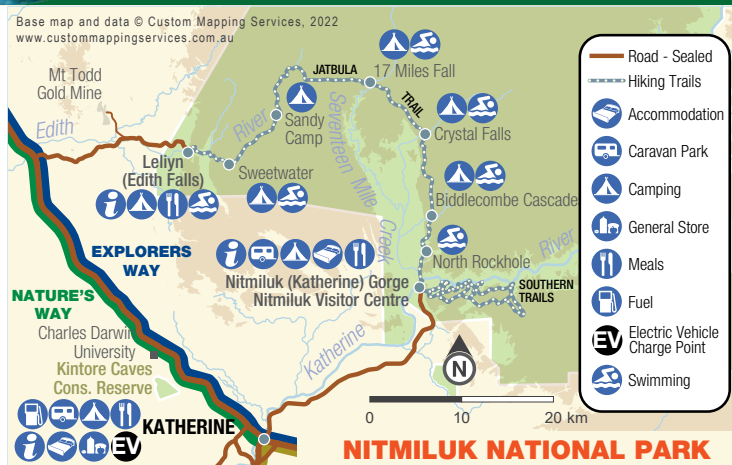 Base map and data © Custom Mapping Services, 2022
www.custommappingservices.com.au
Mt Todd
Gold Mine
Edith
River
JATBULA
TRAIL
17 Miles Fall
Sandy
Camp
Seventeen Mile
Creek
Crystal Falls
Leliyn
(Edith Falls)
Sweetwater
Biddlecombe Cascade
EXPLORERS
WAY
North Rockhole
River
Nitmiluk (Katherine) Gorge
Nitmiluk Visitor Centre
SOUTHERN
TRAILS
NATURE'S
WAY
Charles Darwin
University
Kintore Caves
Cons. Reserve
Katherine
N
KATHERINE
EV
0
10
20 km
NITMILUK NATIONAL PARK
Road - Sealed
Hiking Trails
Accommodation
Caravan Park
Camping
General Store
Meals
Fuel
EV Electric Vehicle
Charge Point
Swimming